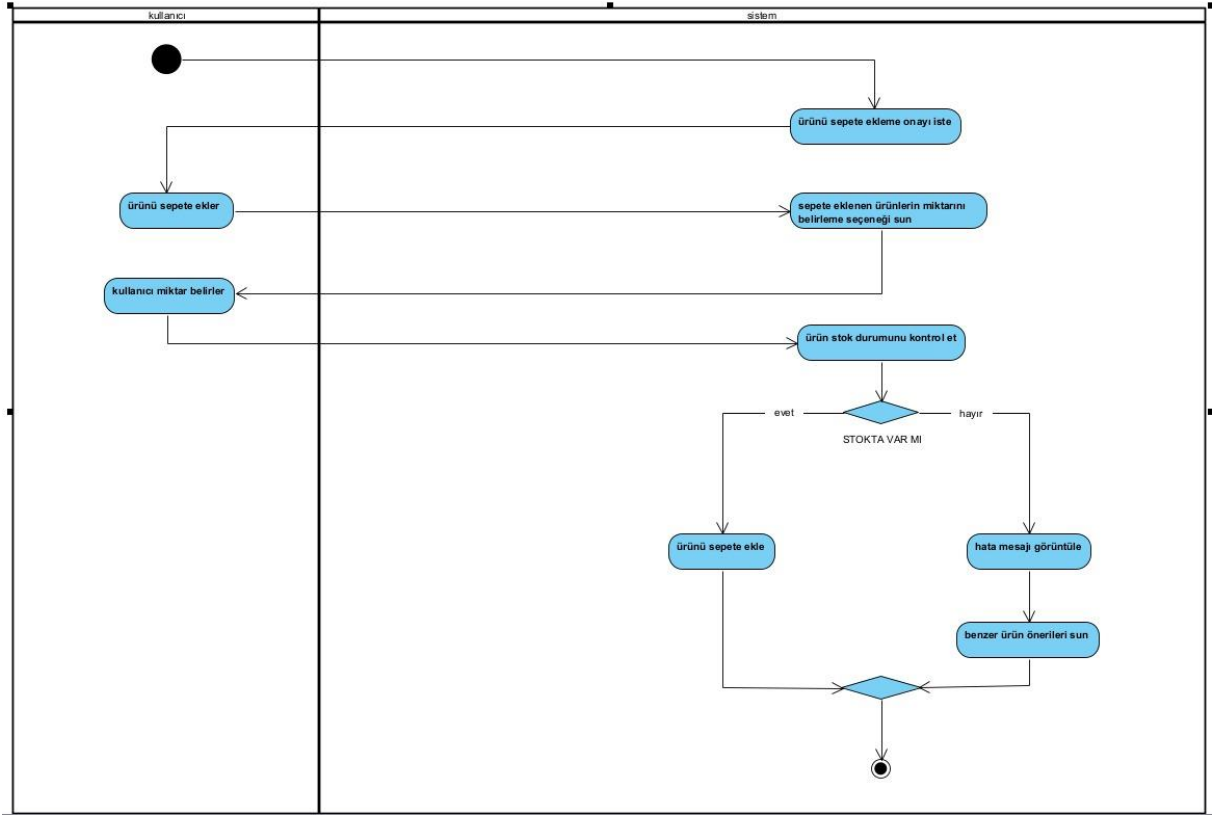 kullanıcı
sistem
ürünü sepete ekleme onayı iste
ürünü sepete ekler
sepete eklenen ürünlerin miktarını
belirleme seçeneği sun
kullanıcı miktar belirler
ürün stok durumunu kontrol et
evet
hayır
STOKTA VAR MI
ürünü sepete ekle
hata mesajı görüntüle
benzer ürün önerileri sun